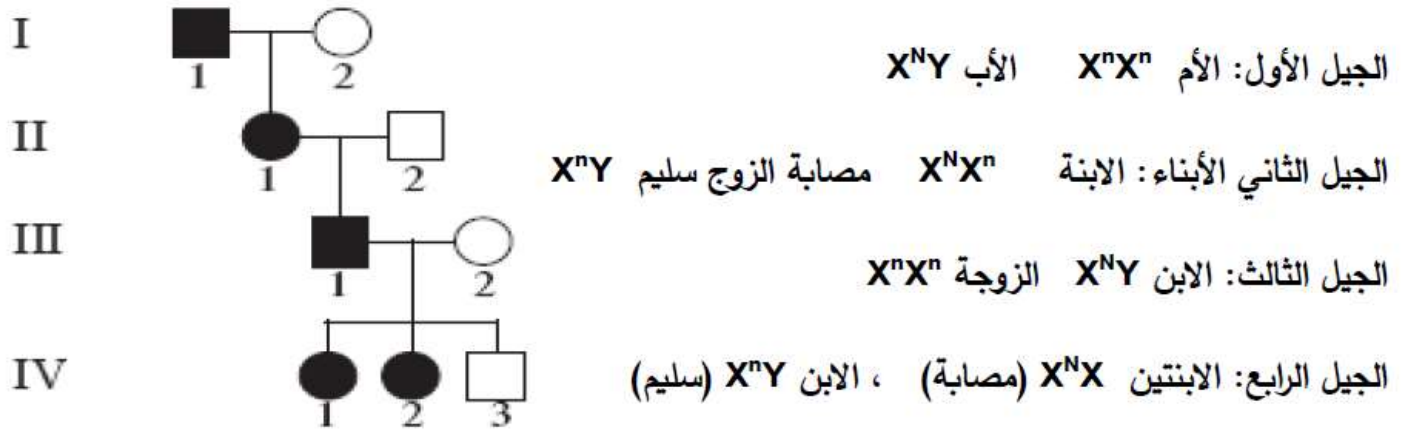 I
1 2
الجيل الأول: الأم XⁿXⁿ الأب XᴺY
II
1 2
الجيل الثاني الأبناء: الابنة XᴺXⁿ مصابة الزوج سليم XⁿY
III
1 2
الجيل الثالث: الابن XᴺY الزوجة XⁿXⁿ
IV
1 2 3
الجيل الرابع: الابنتين XᴺX (مصابة) ، الابن XⁿY (سليم)